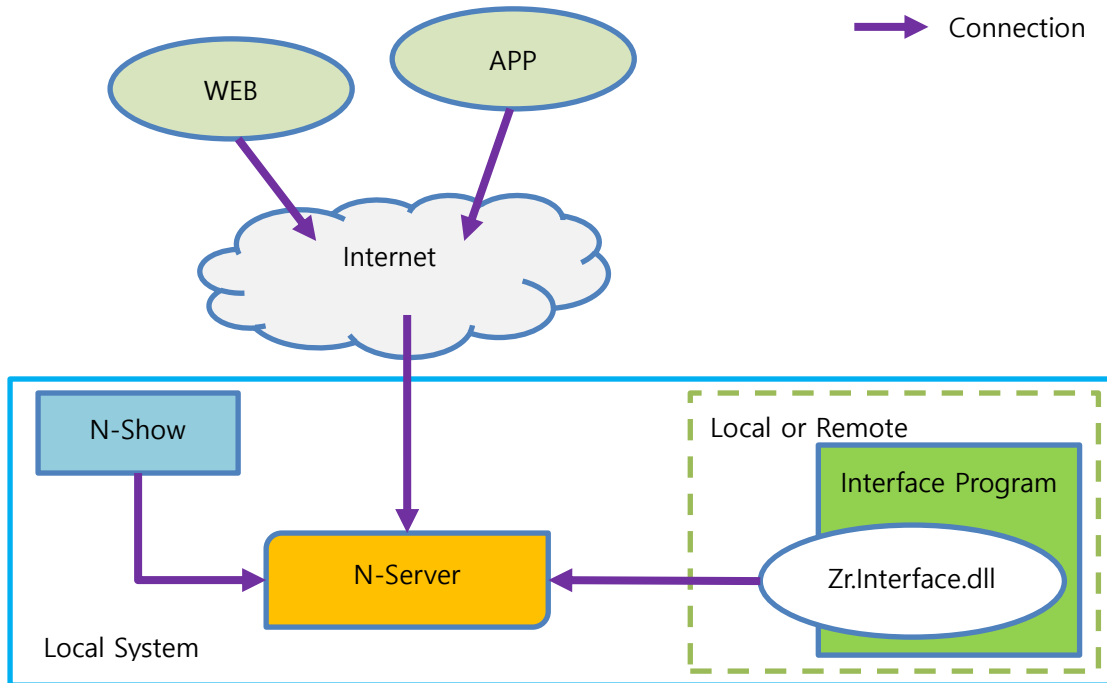 Connection
APP
WEB
Internet
N-Show
Local or Remote
Interface Program
N-Server
Zr.Interface.dll
Local System